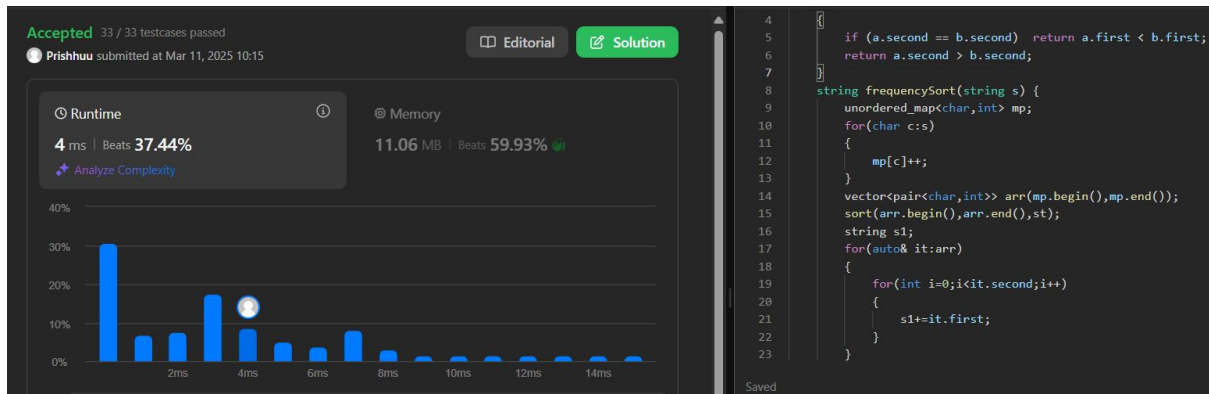 Accepted 33 / 33 testcases passed
Prishhuu submitted at Mar 11, 2025 10:15
Editorial
Solution
Runtime
4 ms | Beats 37.44%
Analyze Complexity
Memory
11.06 MB | Beats 59.93%
40%
30%
20%
10%
0%
2ms 4ms 6ms 8ms 10ms 12ms 14ms
4 {
5 if (a.second == b.second) return a.first < b.first;
6 return a.second > b.second;
7 }
8 string frequencySort(string s) {
9 unordered_map<char,int> mp;
10 for(char c:s)
11 {
12 mp[c]++;
13 }
14 vector<pair<char,int>> arr(mp.begin(),mp.end());
15 sort(arr.begin(),arr.end(),st);
16 string s1;
17 for(auto& it:arr)
18 {
19 for(int i=0;i<it.second;i++)
20 {
21 s1+=it.first;
22 }
23 }
Saved